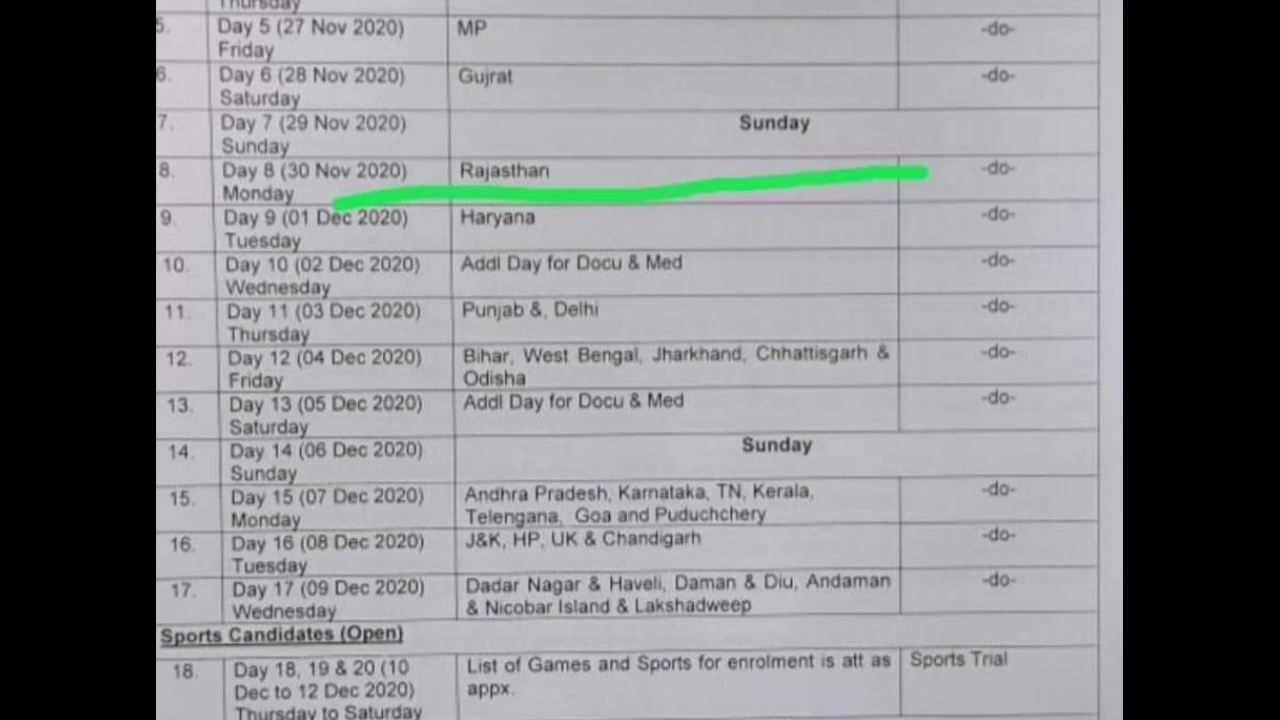 Thursday
5. Day 5 (27 Nov 2020) MP -do-
Friday
6. Day 6 (28 Nov 2020) Gujrat -do-
Saturday
7. Day 7 (29 Nov 2020) Sunday
Sunday
8. Day 8 (30 Nov 2020) Rajasthan -do-
Monday
9. Day 9 (01 Dec 2020) Haryana -do-
Tuesday
10. Day 10 (02 Dec 2020) Addl Day for Docu & Med -do-
Wednesday
11. Day 11 (03 Dec 2020) Punjab &, Delhi -do-
Thursday
12. Day 12 (04 Dec 2020) Bihar, West Bengal, Jharkhand, Chhattisgarh & -do-
Friday Odisha
13. Day 13 (05 Dec 2020) Addl Day for Docu & Med -do-
Saturday
14. Day 14 (06 Dec 2020) Sunday
Sunday
15. Day 15 (07 Dec 2020) Andhra Pradesh, Karnataka, TN, Kerala, -do-
Monday Telengana, Goa and Puduchchery
16. Day 16 (08 Dec 2020) J&K, HP, UK & Chandigarh -do-
Tuesday
17. Day 17 (09 Dec 2020) Dadar Nagar & Haveli, Daman & Diu, Andaman -do-
Wednesday & Nicobar Island & Lakshadweep
Sports Candidates (Open)
18. Day 18, 19 & 20 (10 List of Games and Sports for enrolment is att as Sports Trial
Dec to 12 Dec 2020) appx.
Thursday to Saturday